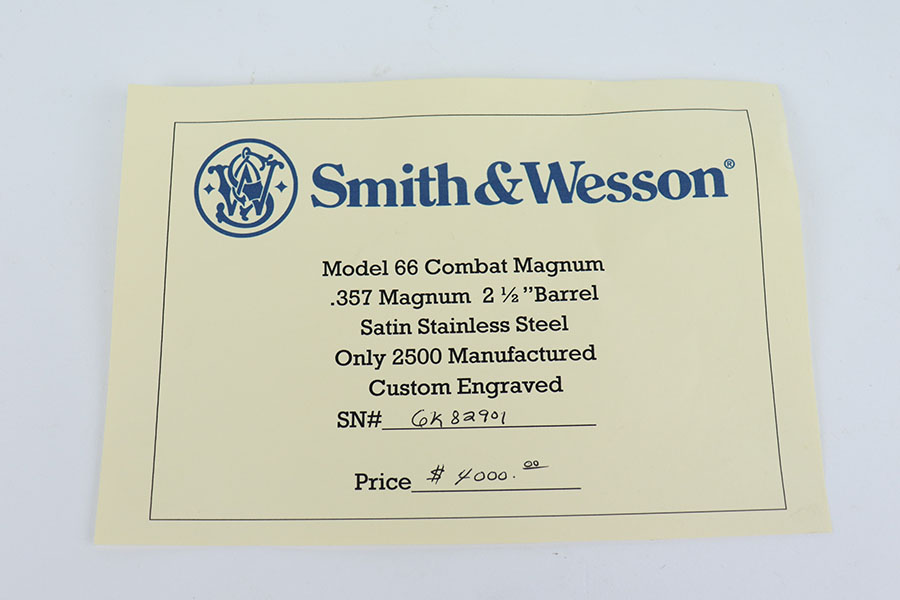 Smith & Wesson®
Model 66 Combat Magnum
.357 Magnum 2 ½ "Barrel
Satin Stainless Steel
Only 2500 Manufactured
Custom Engraved
SN# 6K82901
Price $ 4000.00